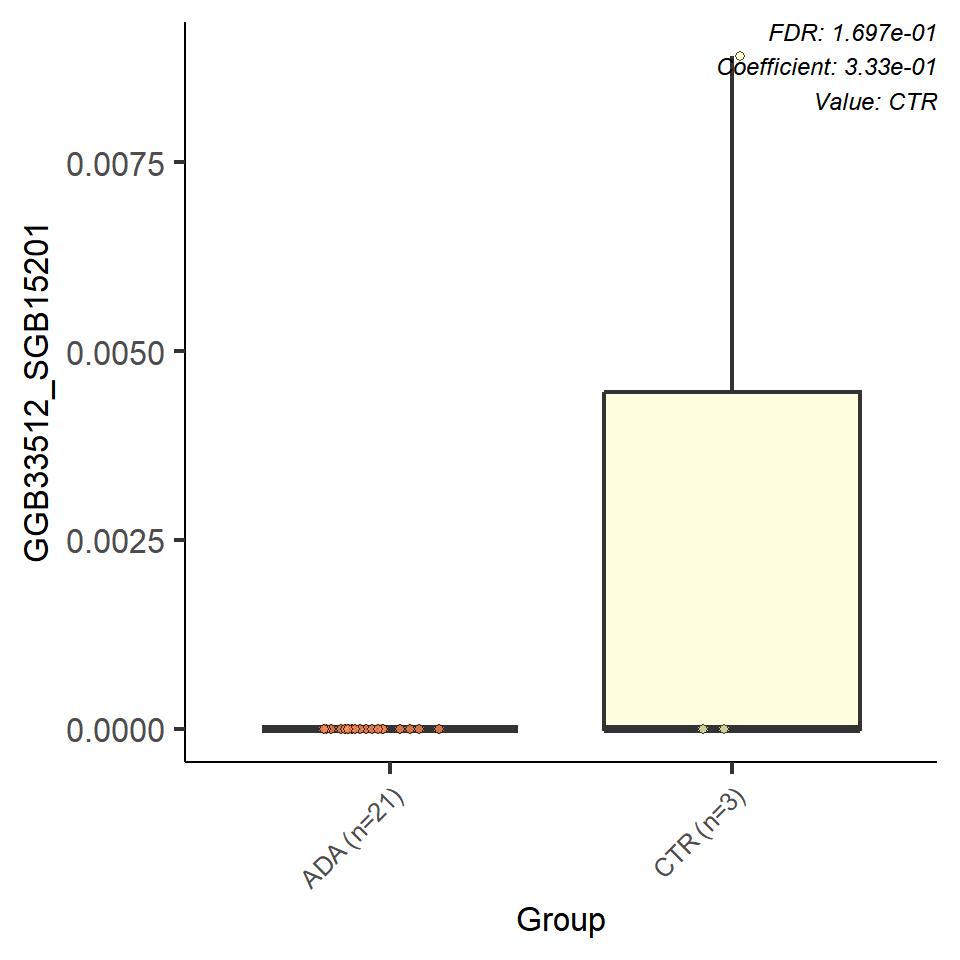 FDR: 1.697e-01
Coefficient: 3.33e-01
Value: CTR
GGB33512_SGB15201
0.0075
0.0050
0.0025
0.0000
ADA (n=21)
CTR (n=3)
Group